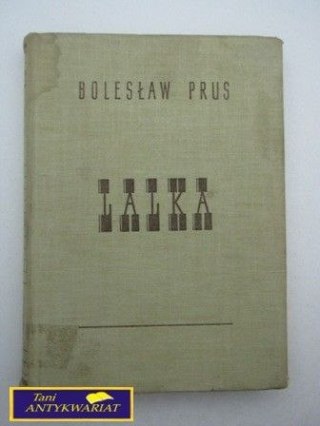 BOLESŁAW PRUS
LALKA
Tani
ANTYKWARIAT